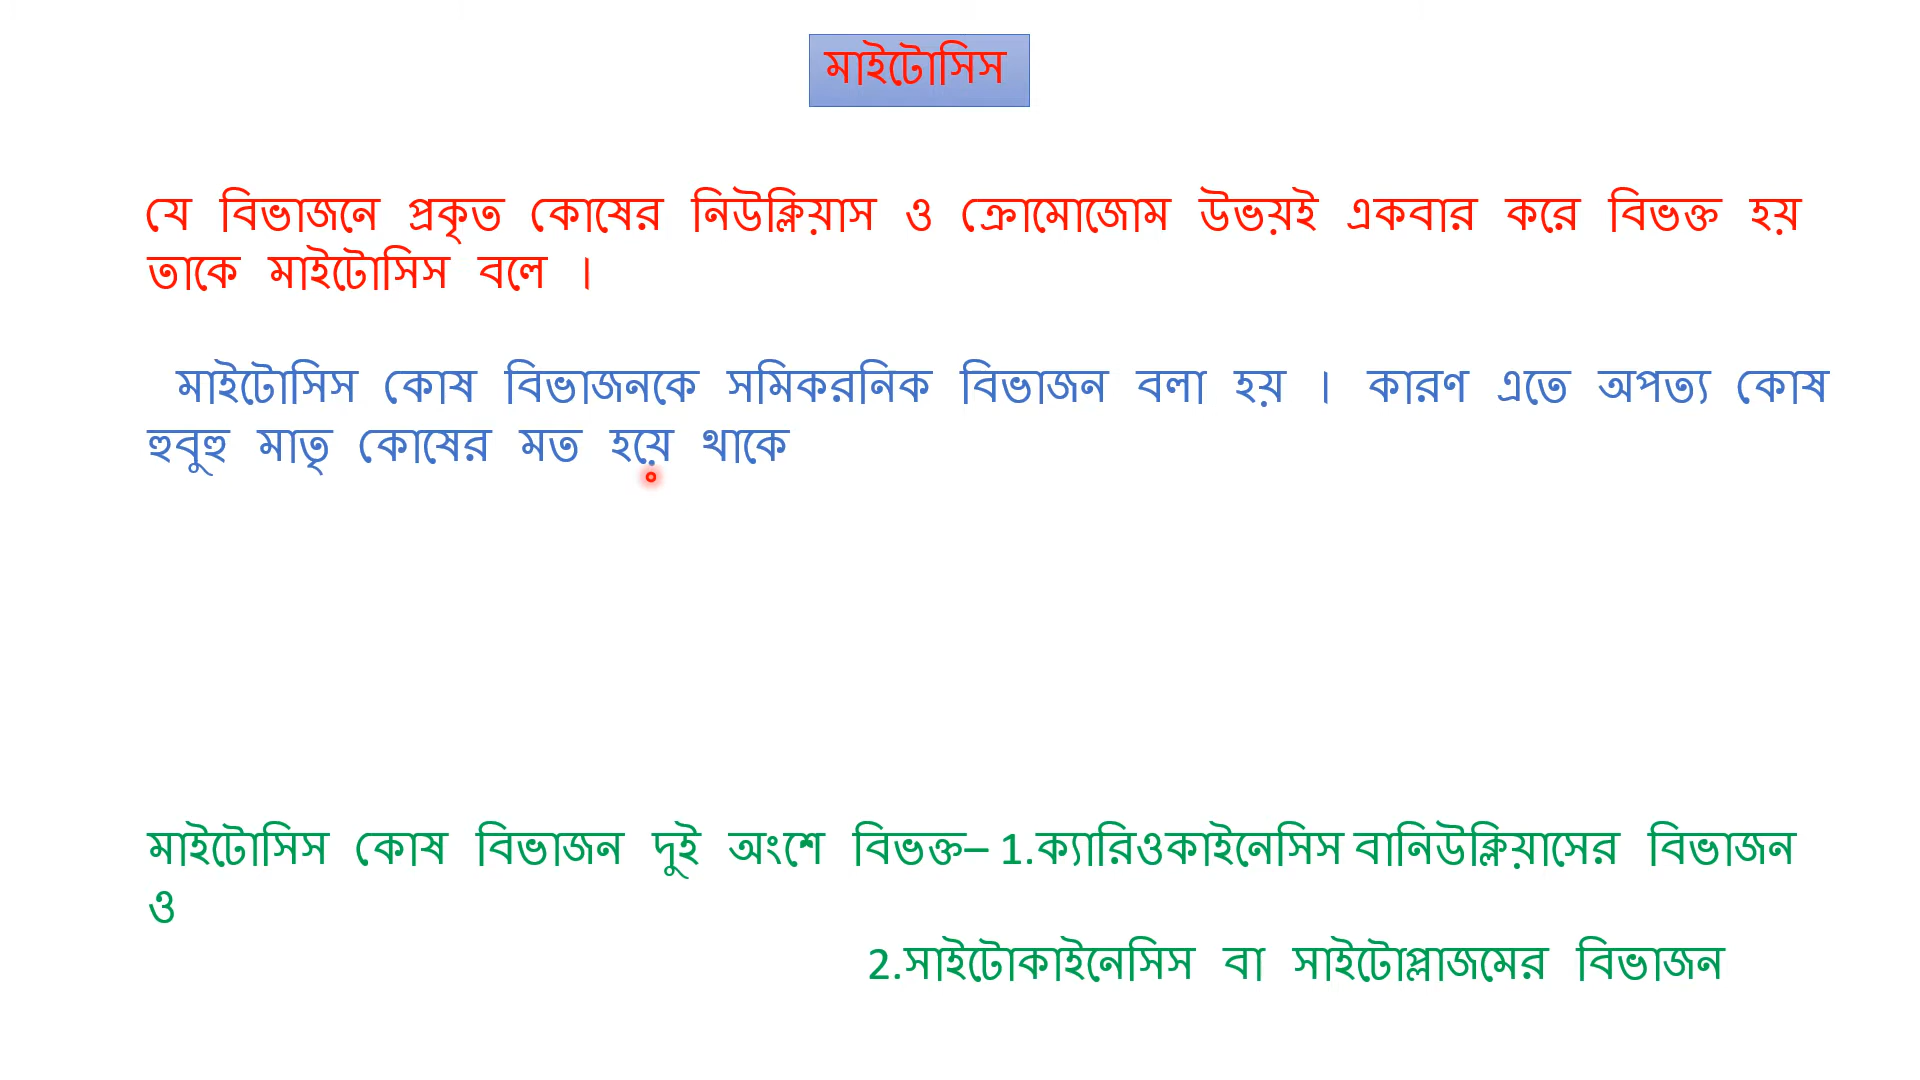 মাইটোসিস
যে বিভাজনে প্রকৃত কোষের নিউক্লিয়াস ও ক্রোমোজোম উভয়ই একবার করে বিভক্ত হয়
তাকে মাইটোসিস বলে ।
মাইটোসিস কোষ বিভাজনকে সমিকরনিক বিভাজন বলা হয় । কারণ এতে অপত্য কোষ
হুবুহু মাতৃ কোষের মত হয়ে থাকে
মাইটোসিস কোষ বিভাজন দুই অংশে বিভক্ত– 1.ক্যারিওকাইনেসিস বানিউক্লিয়াসের বিভাজন
ও
2.সাইটোকাইনেসিস বা সাইটোপ্লাজমের বিভাজন